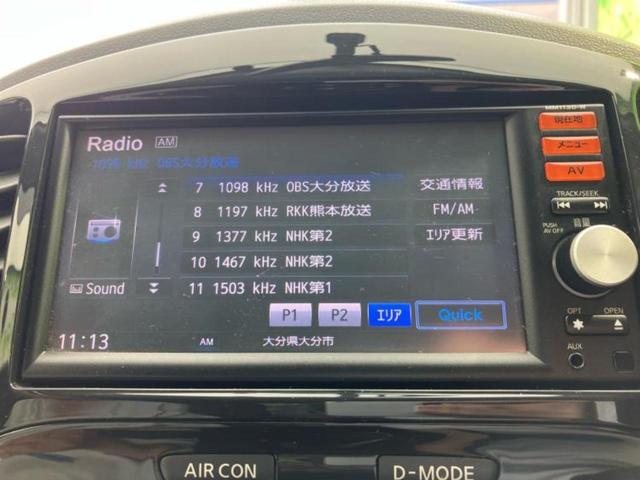 MM113D-W
Radio AM
1098 kHz OBS大分放送
7 1098 kHz OBS大分放送
8 1197 kHz RKK熊本放送
9 1377 kHz NHK第2
10 1467 kHz NHK第2
11 1503 kHz NHK第1
交通情報
FM/AM
エリア更新
Sound
P1 P2 エリア Quick
11:13 AM 大分県大分市
現在地
メニュー
AV
TRACK/SEEK
音量
PUSH
AV OFF
OPT OPEN
AUX
AIR CON D-MODE